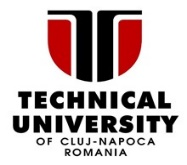 TECHNICAL
UNIVERSITY
OF CLUJ-NAPOCA
ROMANIA